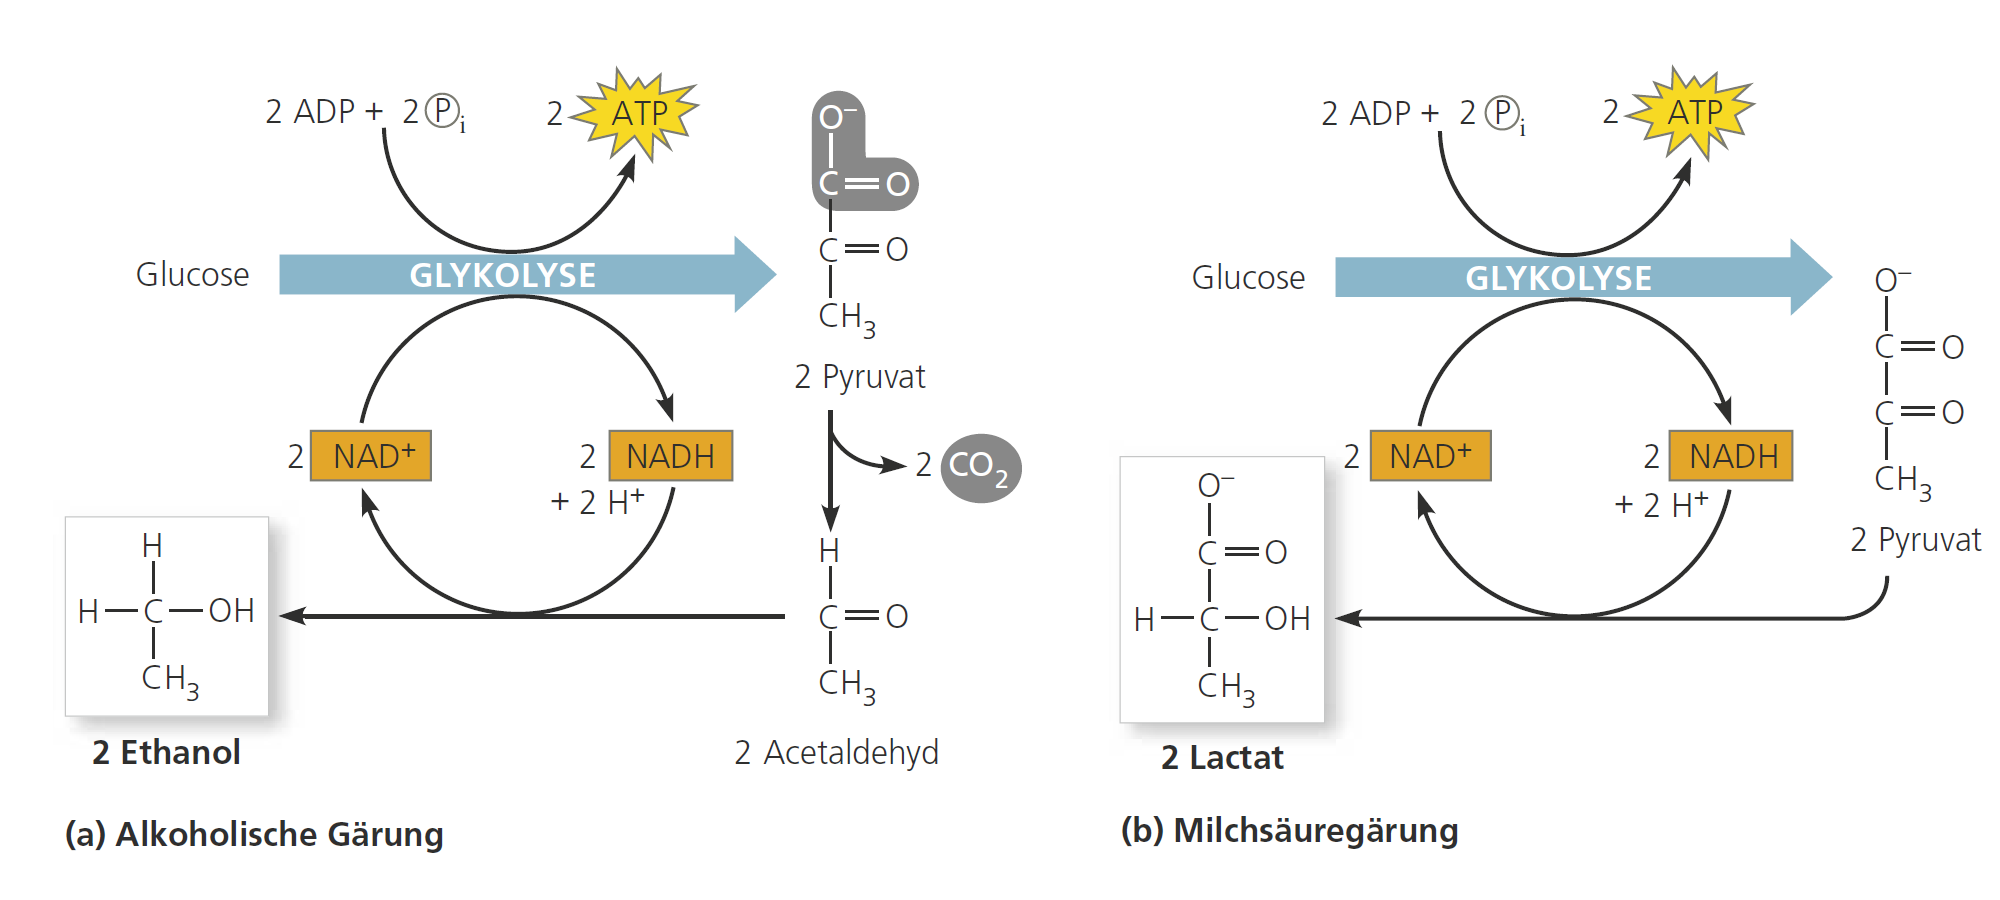 2 ADP + 2 Pi
2 ATP
Glucose
GLYKOLYSE
O−
C=O
C=O
CH3
2 Pyruvat
2 NAD+
2 NADH
+ 2 H+
2 CO2
H
C=O
CH3
2 Acetaldehyd
H
H—C—OH
CH3
2 Ethanol
(a) Alkoholische Gärung
2 ADP + 2 Pi
2 ATP
Glucose
GLYKOLYSE
O−
C=O
C=O
CH3
2 Pyruvat
2 NAD+
2 NADH
+ 2 H+
O−
C=O
H—C—OH
CH3
2 Lactat
(b) Milchsäuregärung